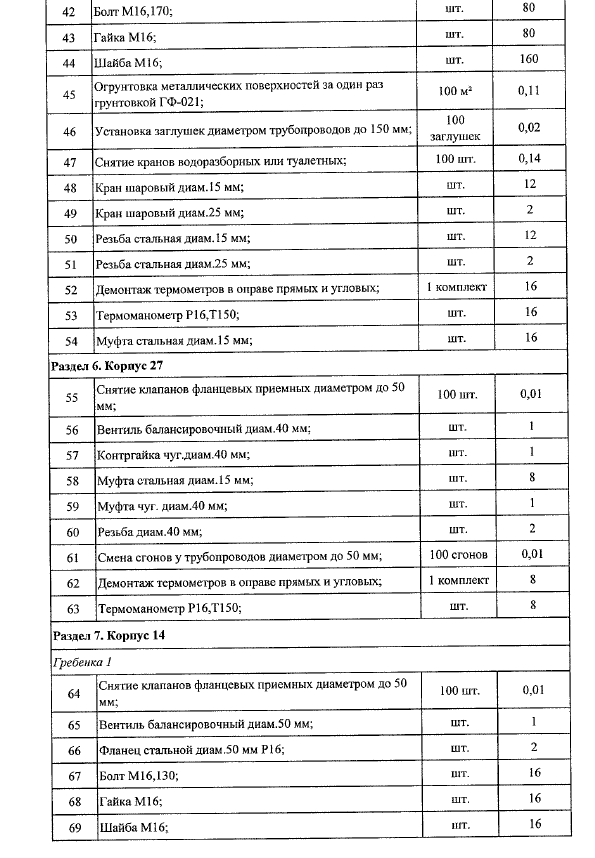 42 Болт М16,170; шт. 80
43 Гайка М16; шт. 80
44 Шайба М16; шт. 160
45 Огрунтовка металлических поверхностей за один раз грунтовкой ГФ-021; 100 м² 0,11
46 Установка заглушек диаметром трубопроводов до 150 мм; 100 заглушек 0,02
47 Снятие кранов водоразборных или туалетных; 100 шт. 0,14
48 Кран шаровый диам.15 мм; шт. 12
49 Кран шаровый диам.25 мм; шт. 2
50 Резьба стальная диам.15 мм; шт. 12
51 Резьба стальная диам.25 мм; шт. 2
52 Демонтаж термометров в оправе прямых и угловых; 1 комплект 16
53 Термоманометр Р16,Т150; шт. 16
54 Муфта стальная диам.15 мм; шт. 16
Раздел 6. Корпус 27
55 Снятие клапанов фланцевых приемных диаметром до 50 мм; 100 шт. 0,01
56 Вентиль балансировочный диам.40 мм; шт. 1
57 Контргайка чуг.диам.40 мм; шт. 1
58 Муфта стальная диам.15 мм; шт. 8
59 Муфта чуг. диам.40 мм; шт. 1
60 Резьба диам.40 мм; шт. 2
61 Смена сгонов у трубопроводов диаметром до 50 мм; 100 сгонов 0,01
62 Демонтаж термометров в оправе прямых и угловых; 1 комплект 8
63 Термоманометр Р16,Т150; шт. 8
Раздел 7. Корпус 14
Гребенка 1
64 Снятие клапанов фланцевых приемных диаметром до 50 мм; 100 шт. 0,01
65 Вентиль балансировочный диам.50 мм; шт. 1
66 Фланец стальной диам.50 мм Р16; шт. 2
67 Болт М16,130; шт. 16
68 Гайка М16; шт. 16
69 Шайба М16; шт. 16